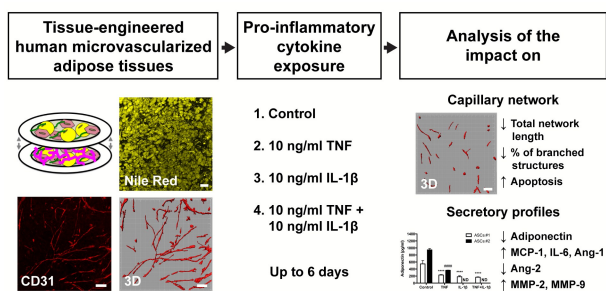 Tissue-engineered
human microvascularized
adipose tissues
Pro-inflammatory
cytokine
exposure
Analysis of the
impact on
Nile Red
CD31
3D
1. Control
2. 10 ng/ml TNF
3. 10 ng/ml IL-1β
4. 10 ng/ml TNF +
10 ng/ml IL-1β
Up to 6 days
Capillary network
3D
↓ Total network
length
↓ % of branched
structures
↑ Apoptosis
Secretory profiles
Adiponectin (pg/ml)
ASCs#1
ASCs#2
**** #### **** ND **** ND
Control TNF IL-1β TNF+IL-1β
↓ Adiponectin
↑ MCP-1, IL-6, Ang-1
↓ Ang-2
↑ MMP-2, MMP-9